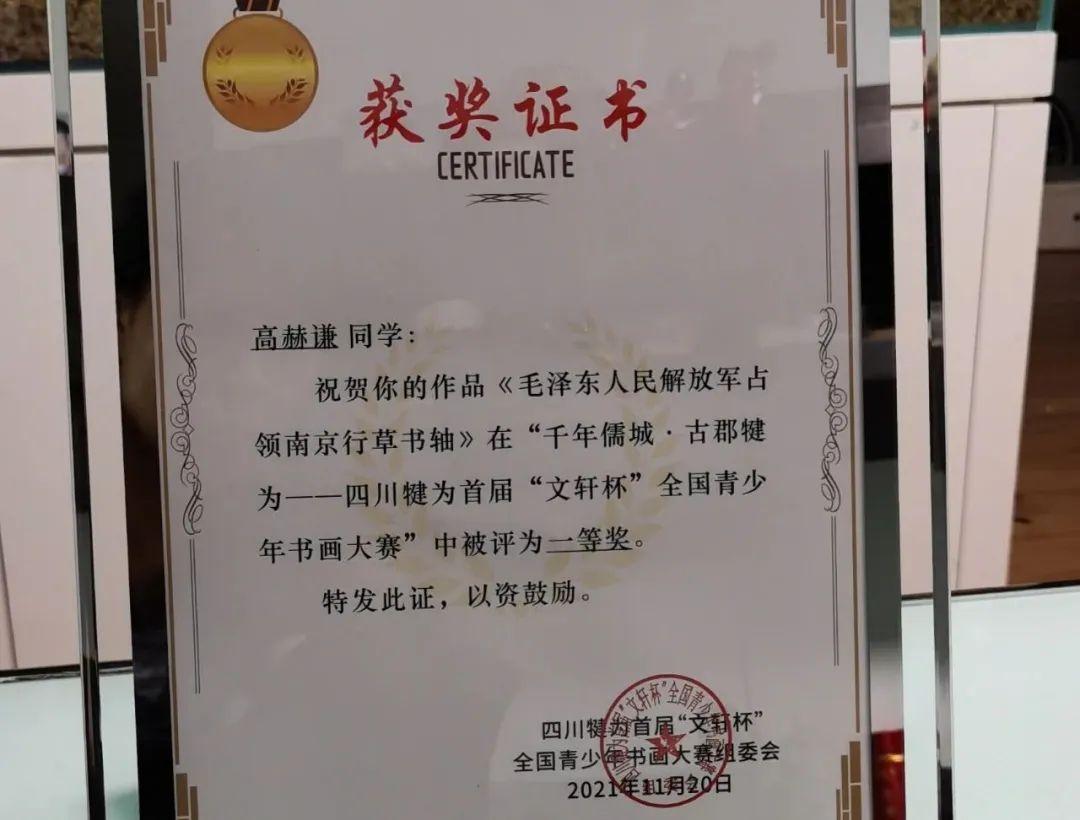 获奖证书
CERTIFICATE
高赫谦 同学：
祝贺你的作品《毛泽东人民解放军占
领南京行草书轴》在“千年儒城·古郡犍
为——四川犍为首届“文轩杯”全国青少
年书画大赛”中被评为一等奖。
特发此证，以资鼓励。
四川犍为首届“文轩杯”
全国青少年书画大赛组委会
2021年11月20日